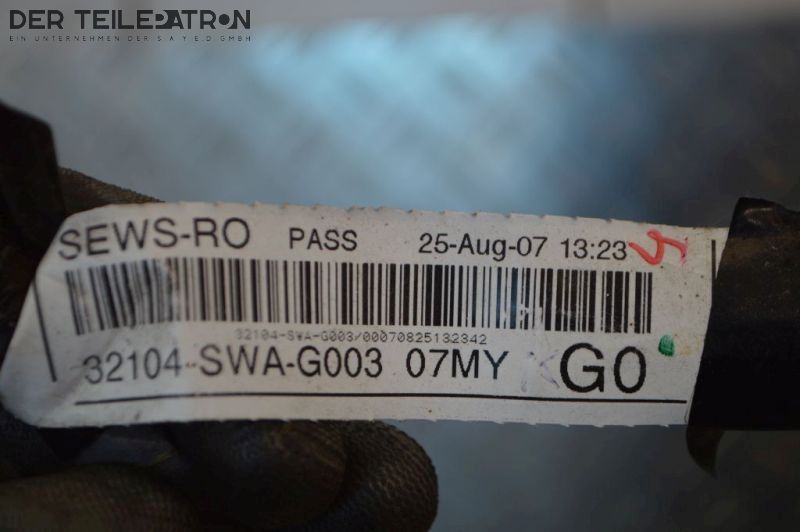 DER TEILEPATRON
EIN UNTERNEHMEN DER S A Y E D GMBH
SEWS-RO PASS 25-Aug-07 13:23
32104-SWA-G003/00070825132342
32104-SWA-G003 07MY G0